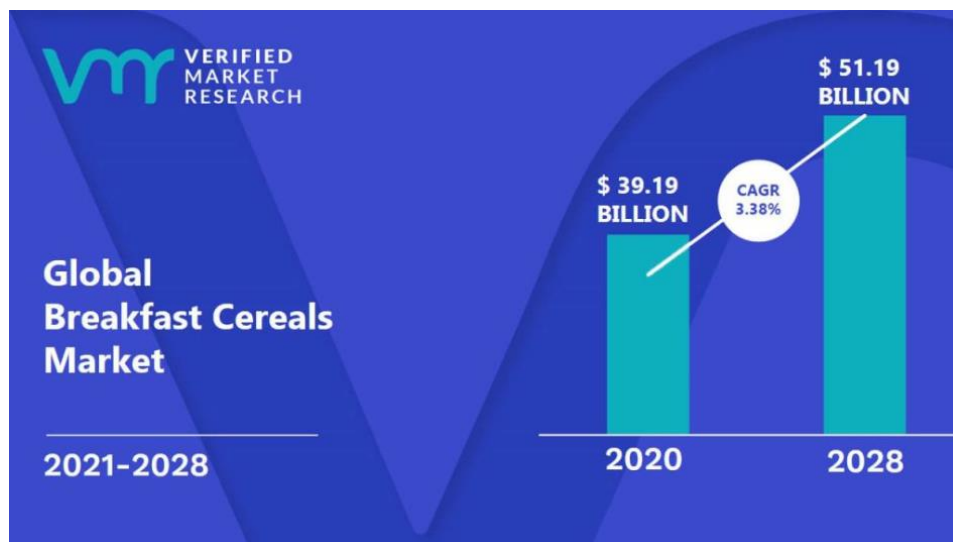 vmr
VERIFIED
MARKET
RESEARCH
Global
Breakfast Cereals
Market
2021-2028
$ 39.19
BILLION
CAGR
3.38%
$ 51.19
BILLION
2020
2028